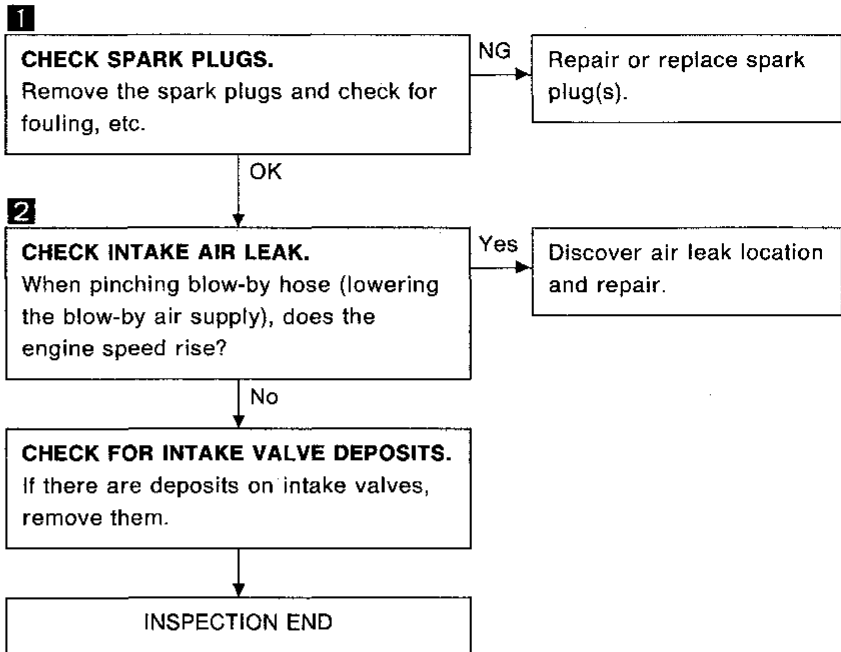 1
CHECK SPARK PLUGS.
Remove the spark plugs and check for
fouling, etc.
NG
Repair or replace spark
plug(s).
OK
2
CHECK INTAKE AIR LEAK.
When pinching blow-by hose (lowering
the blow-by air supply), does the
engine speed rise?
Yes
Discover air leak location
and repair.
No
CHECK FOR INTAKE VALVE DEPOSITS.
If there are deposits on intake valves,
remove them.
INSPECTION END